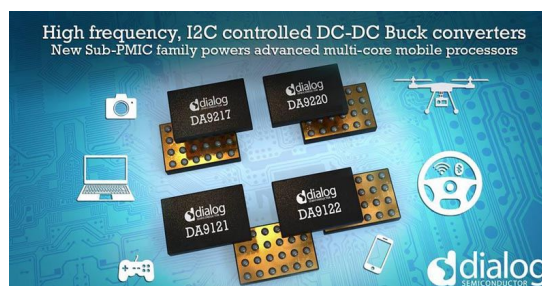 High frequency, I2C controlled DC-DC Buck converters
New Sub-PMIC family powers advanced multi-core mobile processors
dialog
DA9217
dialog
DA9220
dialog
DA9121
dialog
DA9122
dialog
SEMICONDUCTOR